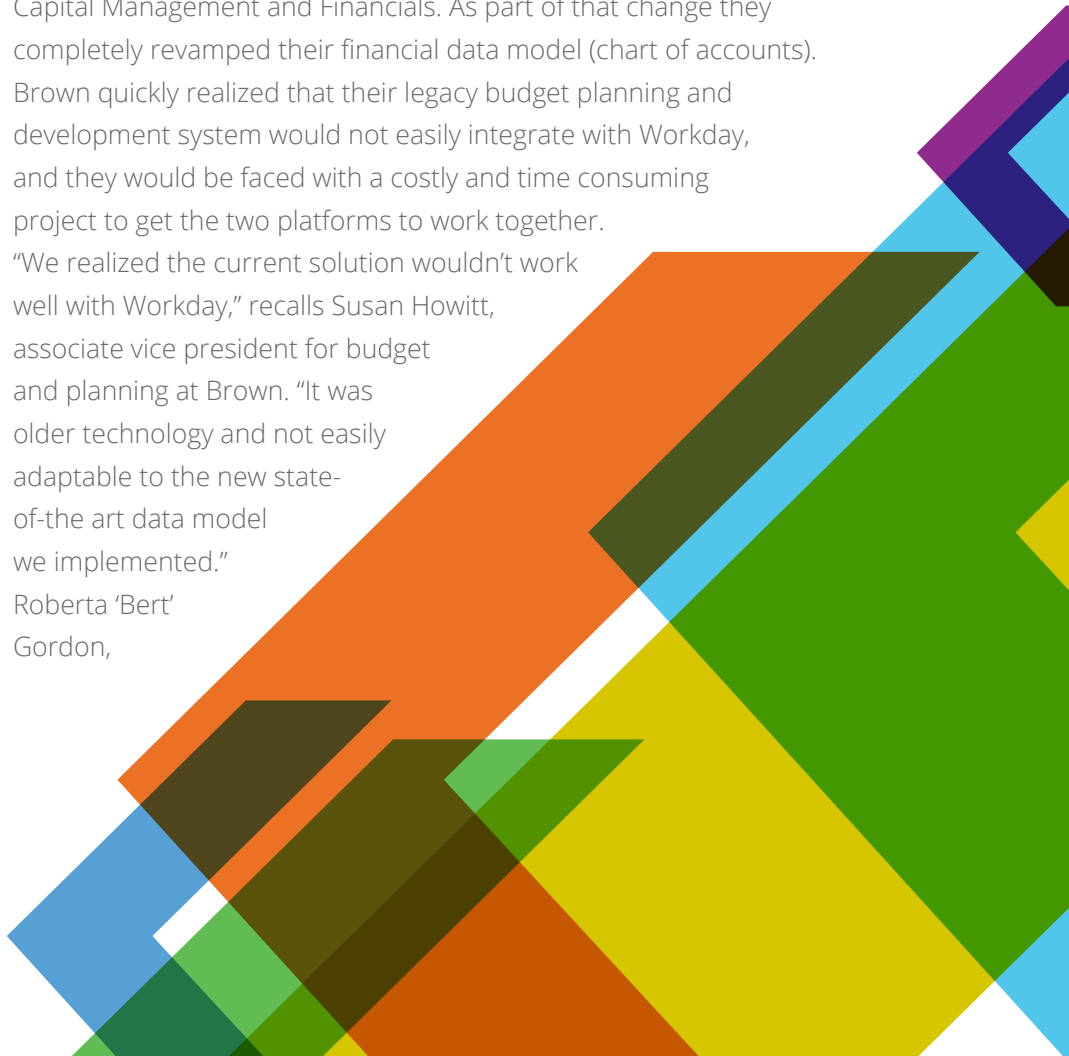 Capital Management and Financials. As part of that change they
completely revamped their financial data model (chart of accounts).
Brown quickly realized that their legacy budget planning and
development system would not easily integrate with Workday,
and they would be faced with a costly and time consuming
project to get the two platforms to work together.
“We realized the current solution wouldn’t work
well with Workday,” recalls Susan Howitt,
associate vice president for budget
and planning at Brown. “It was
older technology and not easily
adaptable to the new state-
of-the art data model
we implemented.”
Roberta ‘Bert’
Gordon,